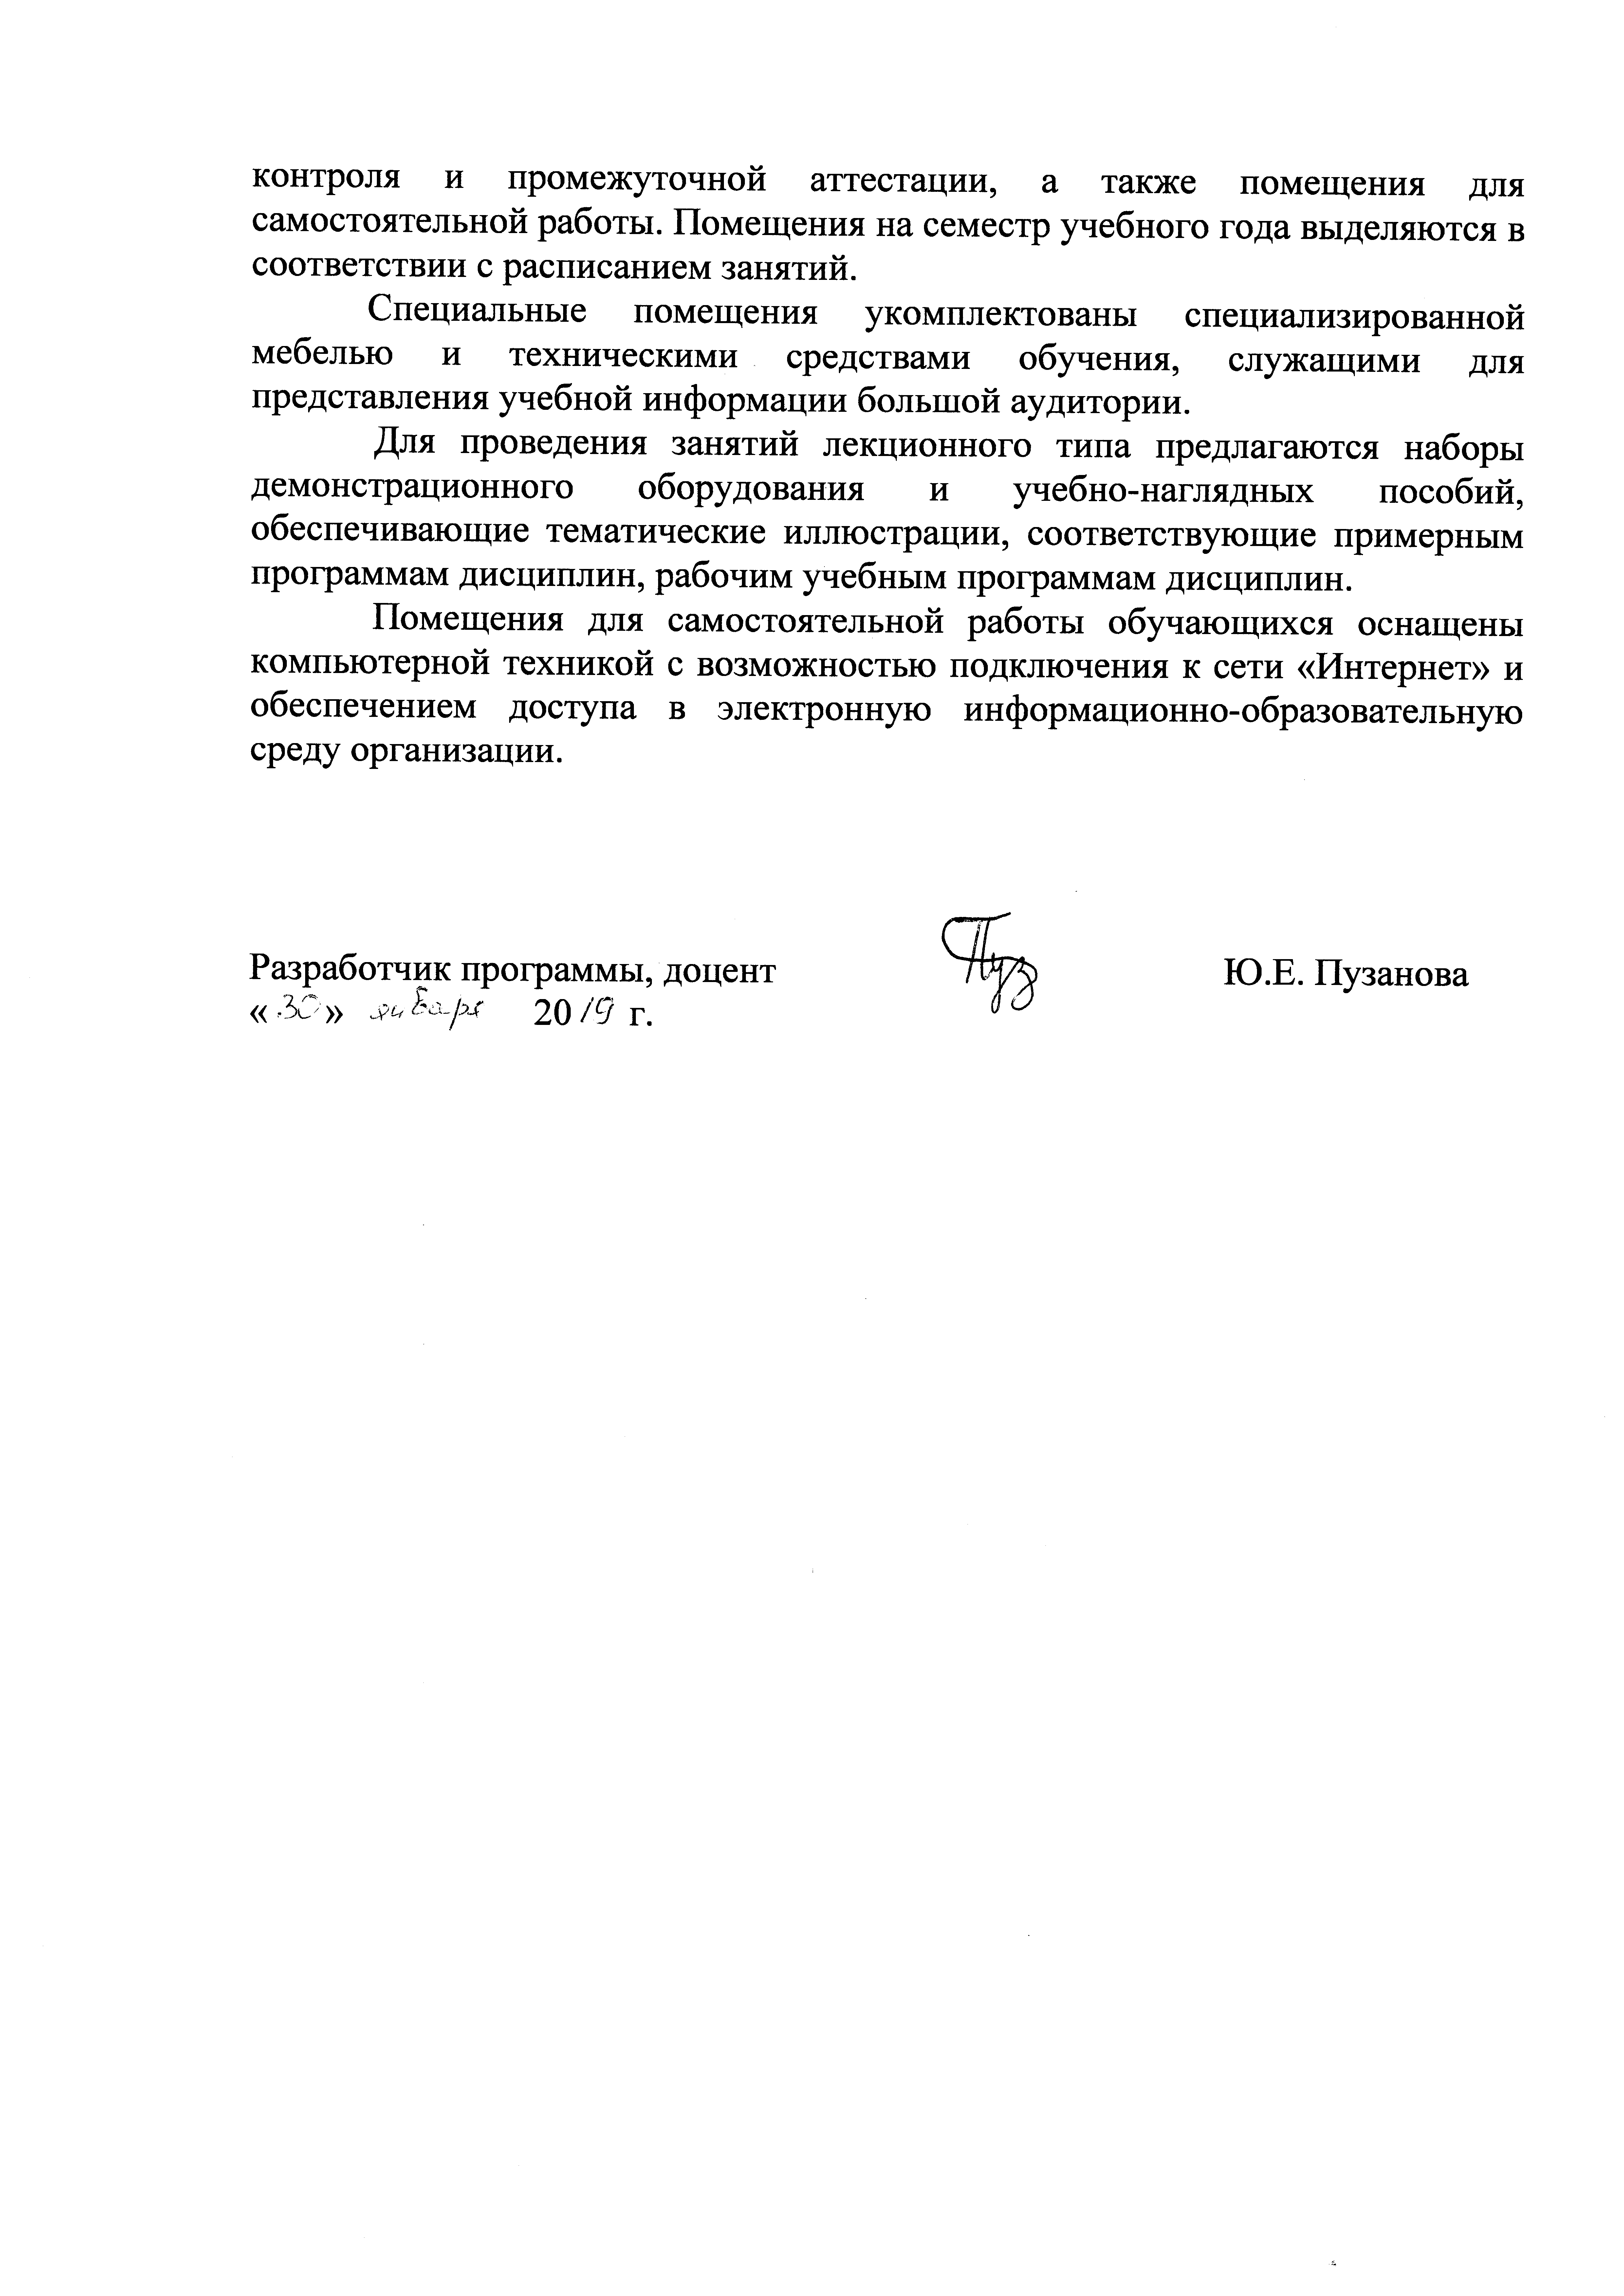 контроля и промежуточной аттестации, а также помещения для
самостоятельной работы. Помещения на семестр учебного года выделяются в
соответствии с расписанием занятий.
Специальные помещения укомплектованы специализированной
мебелью и техническими средствами обучения, служащими для
представления учебной информации большой аудитории.
Для проведения занятий лекционного типа предлагаются наборы
демонстрационного оборудования и учебно-наглядных пособий,
обеспечивающие тематические иллюстрации, соответствующие примерным
программам дисциплин, рабочим учебным программам дисциплин.
Помещения для самостоятельной работы обучающихся оснащены
компьютерной техникой с возможностью подключения к сети «Интернет» и
обеспечением доступа в электронную информационно-образовательную
среду организации.
Разработчик программы, доцент Пуз Ю.Е. Пузанова
«30» января 2019 г.